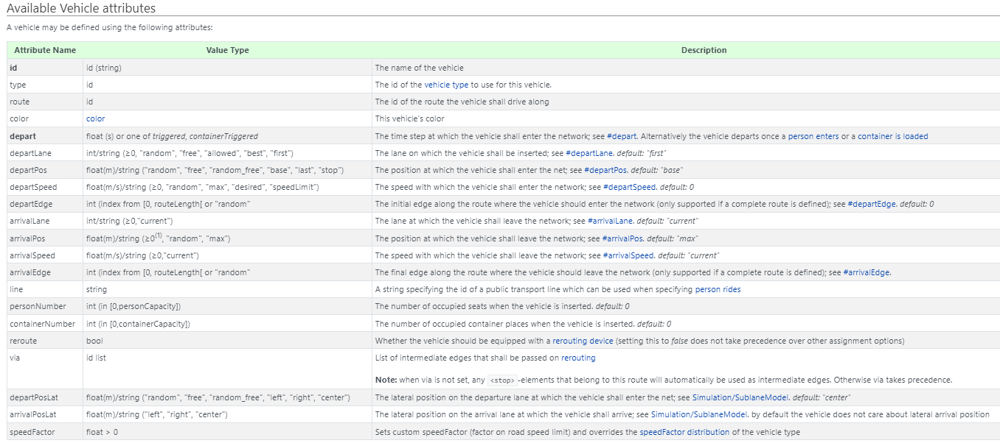 Available Vehicle attributes
A vehicle may be defined using the following attributes:
Attribute Name Value Type Description
id id (string) The name of the vehicle
type id The id of the vehicle type to use for this vehicle.
route id The id of the route the vehicle shall drive along
color color This vehicle's color
depart float (s) or one of triggered, containerTriggered The time step at which the vehicle shall enter the network; see #depart. Alternatively the vehicle departs once a person enters or a container is loaded
departLane int/string (≥0, "random", "free", "allowed", "best", "first") The lane on which the vehicle shall be inserted; see #departLane. default: "first"
departPos float(m)/string ("random", "free", "random_free", "base", "last", "stop") The position at which the vehicle shall enter the net; see #departPos. default: "base"
departSpeed float(m/s)/string (≥0, "random", "max", "desired", "speedLimit") The speed with which the vehicle shall enter the network; see #departSpeed. default: 0
departEdge int (index from [0, routeLength[ or "random" The initial edge along the route where the vehicle should enter the network (only supported if a complete route is defined); see #departEdge. default: 0
arrivalLane int/string (≥0,"current") The lane at which the vehicle shall leave the network; see #arrivalLane. default: "current"
arrivalPos float(m)/string (≥0(1), "random", "max") The position at which the vehicle shall leave the network; see #arrivalPos. default: "max"
arrivalSpeed float(m/s)/string (≥0,"current") The speed with which the vehicle shall leave the network; see #arrivalSpeed. default: "current"
arrivalEdge int (index from [0, routeLength[ or "random" The final edge along the route where the vehicle should leave the network (only supported if a complete route is defined); see #arrivalEdge.
line string A string specifying the id of a public transport line which can be used when specifying person rides
personNumber int (in [0,personCapacity]) The number of occupied seats when the vehicle is inserted. default: 0
containerNumber int (in [0,containerCapacity]) The number of occupied container places when the vehicle is inserted. default: 0
reroute bool Whether the vehicle should be equipped with a rerouting device (setting this to false does not take precedence over other assignment options)
via id list List of intermediate edges that shall be passed on rerouting
Note: when via is not set, any <stop>-elements that belong to this route will automatically be used as intermediate edges. Otherwise via takes precedence.
departPosLat float(m)/string ("random", "free", "random_free", "left", "right", "center") The lateral position on the departure lane at which the vehicle shall enter the net; see Simulation/SublaneModel. default: "center"
arrivalPosLat float(m)/string ("left", "right", "center") The lateral position on the arrival lane at which the vehicle shall arrive; see Simulation/SublaneModel. by default the vehicle does not care about lateral arrival position
speedFactor float > 0 Sets custom speedFactor (factor on road speed limit) and overrides the speedFactor distribution of the vehicle type